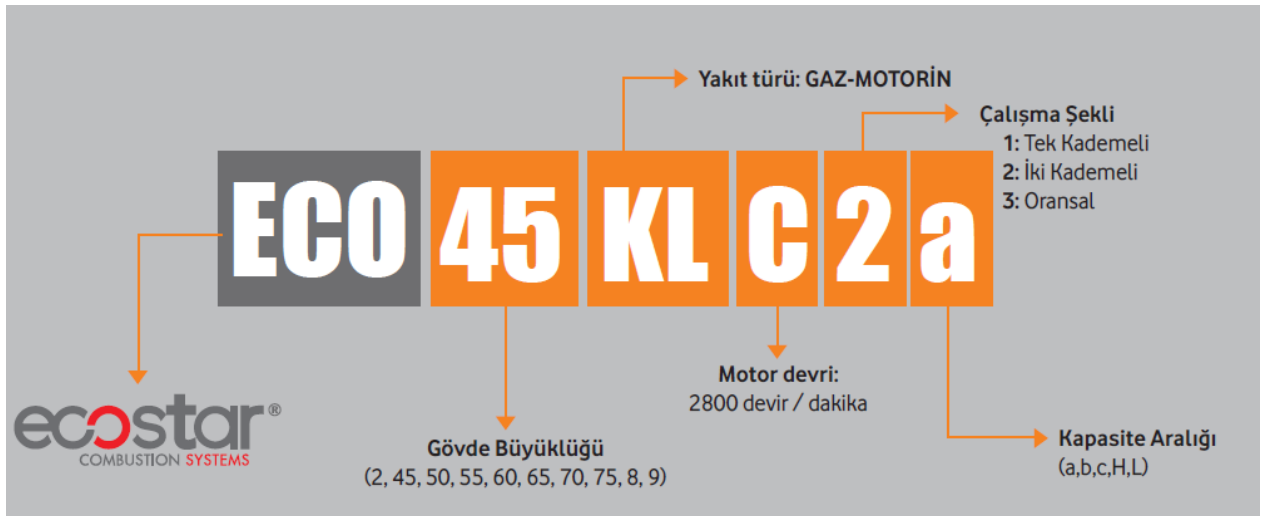 Yakıt türü: GAZ-MOTORİN
Çalışma Şekli
1: Tek Kademeli
2: İki Kademeli
3: Oransal
ECO 45 KL C 2 a
Motor devri:
2800 devir / dakika
ecostar®
COMBUSTION SYSTEMS
Gövde Büyüklüğü
(2, 45, 50, 55, 60, 65, 70, 75, 8, 9)
Kapasite Aralığı
(a,b,c,H,L)